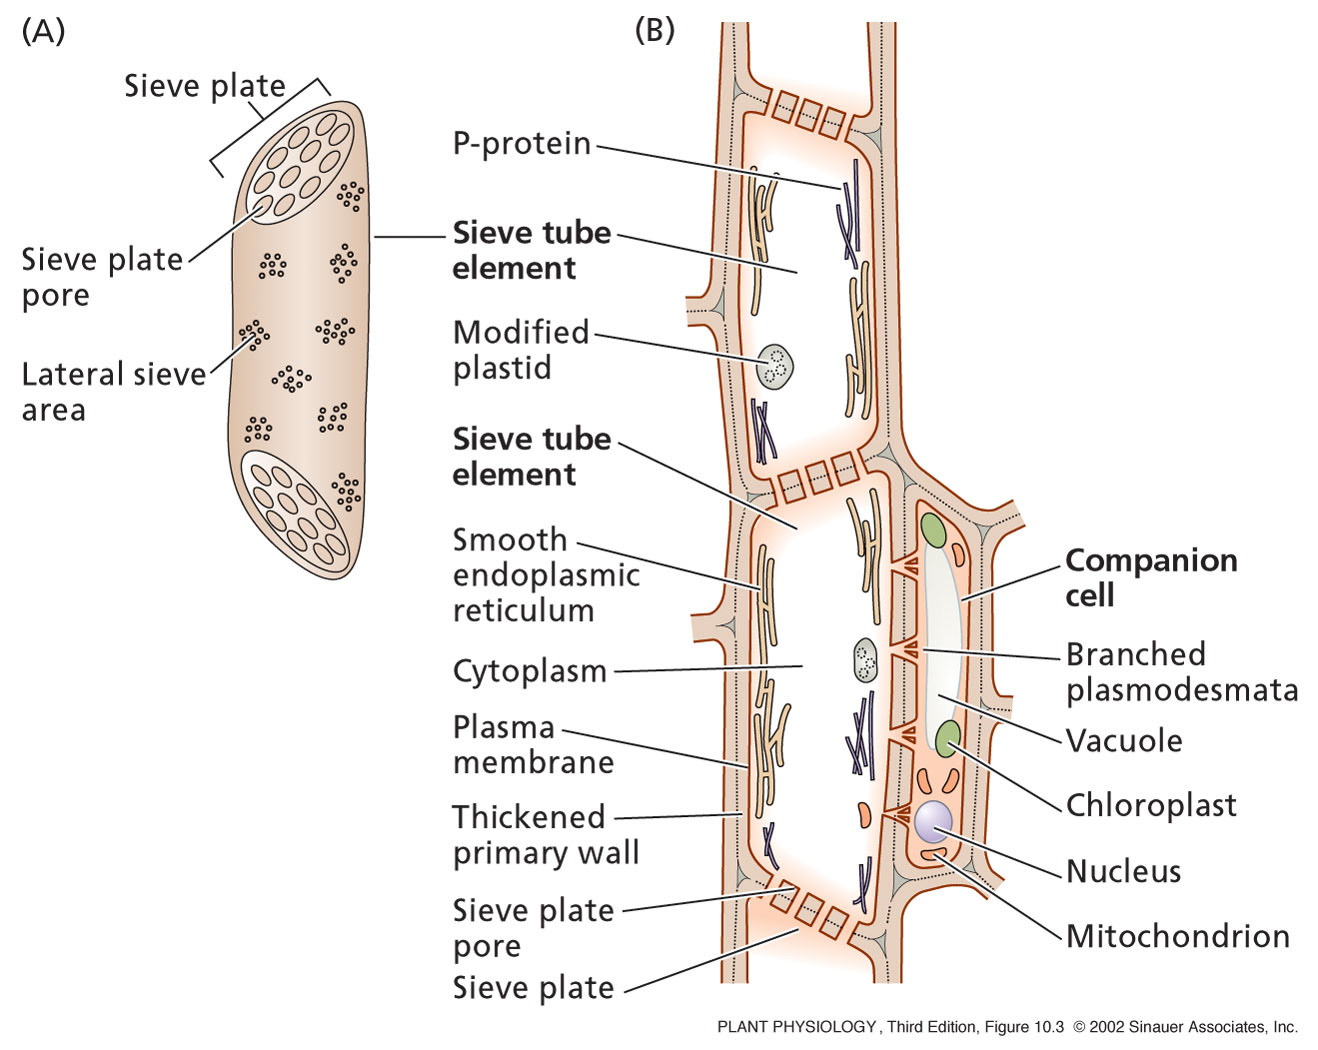 (A)
(B)
Sieve plate
Sieve plate
pore
Lateral sieve
area
P-protein
Sieve tube
element
Modified
plastid
Sieve tube
element
Smooth
endoplasmic
reticulum
Cytoplasm
Plasma
membrane
Thickened
primary wall
Sieve plate
pore
Sieve plate
Companion
cell
Branched
plasmodesmata
Vacuole
Chloroplast
Nucleus
Mitochondrion
PLANT PHYSIOLOGY, Third Edition, Figure 10.3 © 2002 Sinauer Associates, Inc.